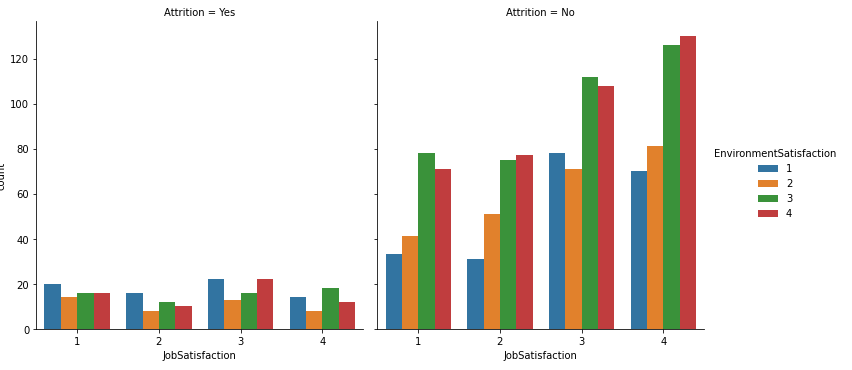 Attrition = Yes
Attrition = No
120
100
80
60
40
20
0
count
1 2 3 4
JobSatisfaction
1 2 3 4
JobSatisfaction
EnvironmentSatisfaction
1
2
3
4